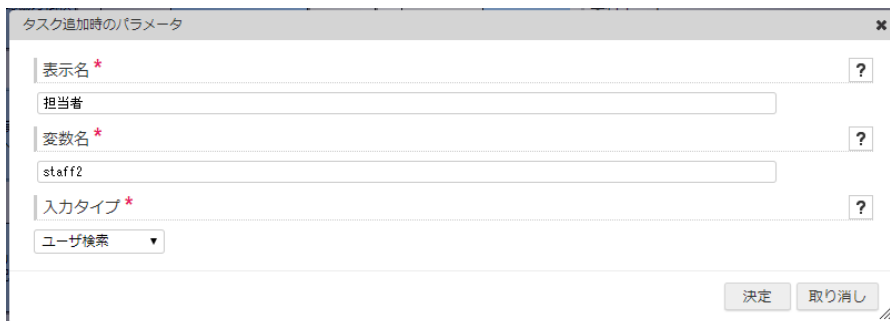 タスク追加時のパラメータ
表示名*
?
担当者
変数名*
?
staff2
入力タイプ*
?
ユーザ検索
決定 取り消し